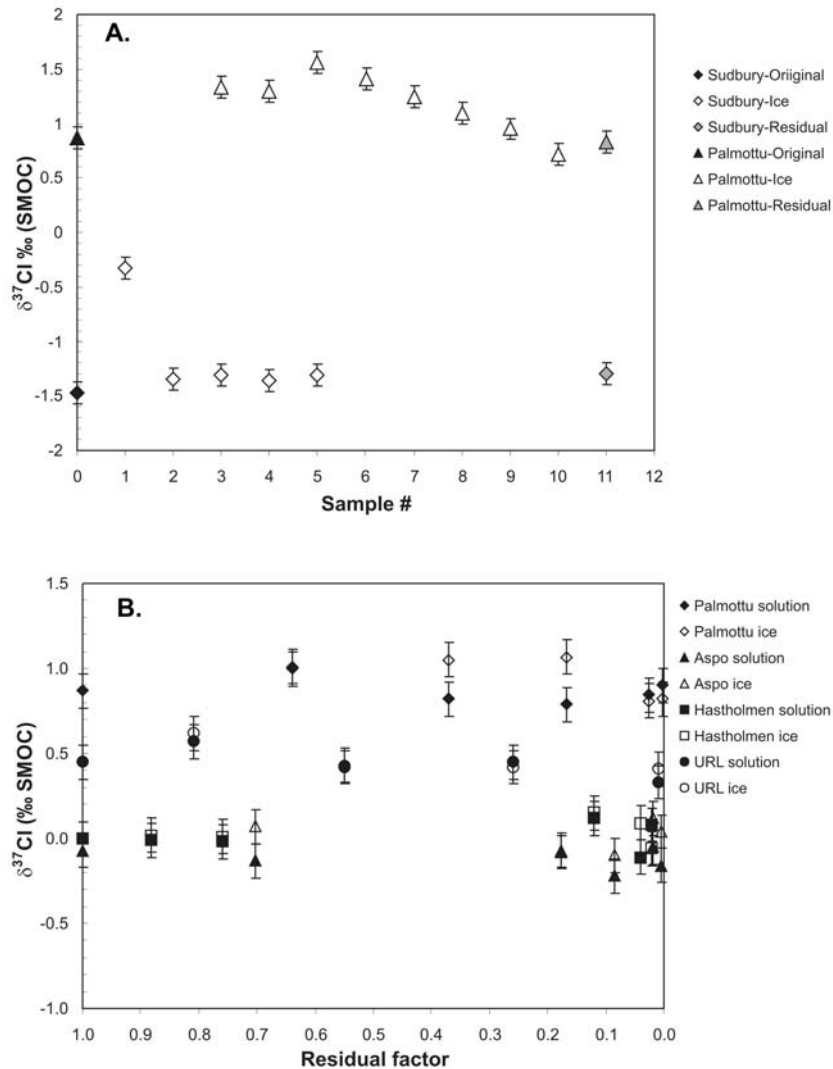 A.
2
1.5
1
0.5
0
-0.5
-1
-1.5
-2
δ37Cl ‰ (SMOC)
0 1 2 3 4 5 6 7 8 9 10 11 12
Sample #
Sudbury-Oriiginal
Sudbury-Ice
Sudbury-Residual
Palmottu-Original
Palmottu-Ice
Palmottu-Residual
B.
1.5
1.0
0.5
0.0
-0.5
-1.0
δ37Cl (‰ SMOC)
1.0 0.9 0.8 0.7 0.6 0.5 0.4 0.3 0.2 0.1 0.0
Residual factor
Palmottu solution
Palmottu ice
Aspo solution
Aspo ice
Hastholmen solution
Hastholmen ice
URL solution
URL ice